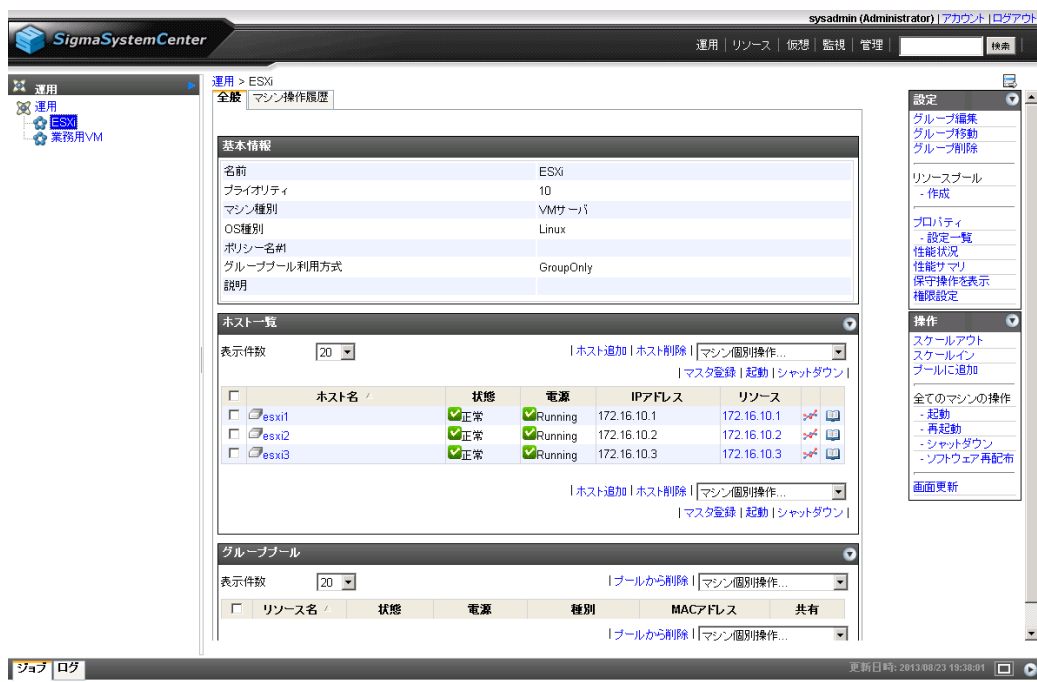 sysadmin (Administrator) | アカウント | ログアウト
SigmaSystemCenter
運用 | リソース | 仮想 | 監視 | 管理 | 検索 |
運用
運用
ESXi
業務用VM
運用 > ESXi
全般 マシン操作履歴
基本情報
名前 ESXi
プライオリティ 10
マシン種別 VMサーバ
OS種別 Linux
ポリシー名#1
グループプール利用方式 GroupOnly
説明
ホスト一覧
表示件数 20 | ホスト追加 | ホスト削除 | マシン個別操作...
| マスタ登録 | 起動 | シャットダウン |
ホスト名 状態 電源 IPアドレス リソース
esxi1 正常 Running 172.16.10.1 172.16.10.1
esxi2 正常 Running 172.16.10.2 172.16.10.2
esxi3 正常 Running 172.16.10.3 172.16.10.3
| ホスト追加 | ホスト削除 | マシン個別操作...
| マスタ登録 | 起動 | シャットダウン |
グループプール
表示件数 20 | プールから削除 | マシン個別操作...
リソース名 状態 電源 種別 MACアドレス 共有
| プールから削除 | マシン個別操作...
設定
グループ編集
グループ移動
グループ削除
リソースプール
- 作成
プロパティ
- 設定一覧
性能状況
性能サマリ
保守操作を表示
権限設定
操作
スケールアウト
スケールイン
プールに追加
全てのマシンの操作
- 起動
- 再起動
- シャットダウン
- ソフトウェア再配布
画面更新
ジョブ ログ
更新日時: 2013/08/23 19:38:01